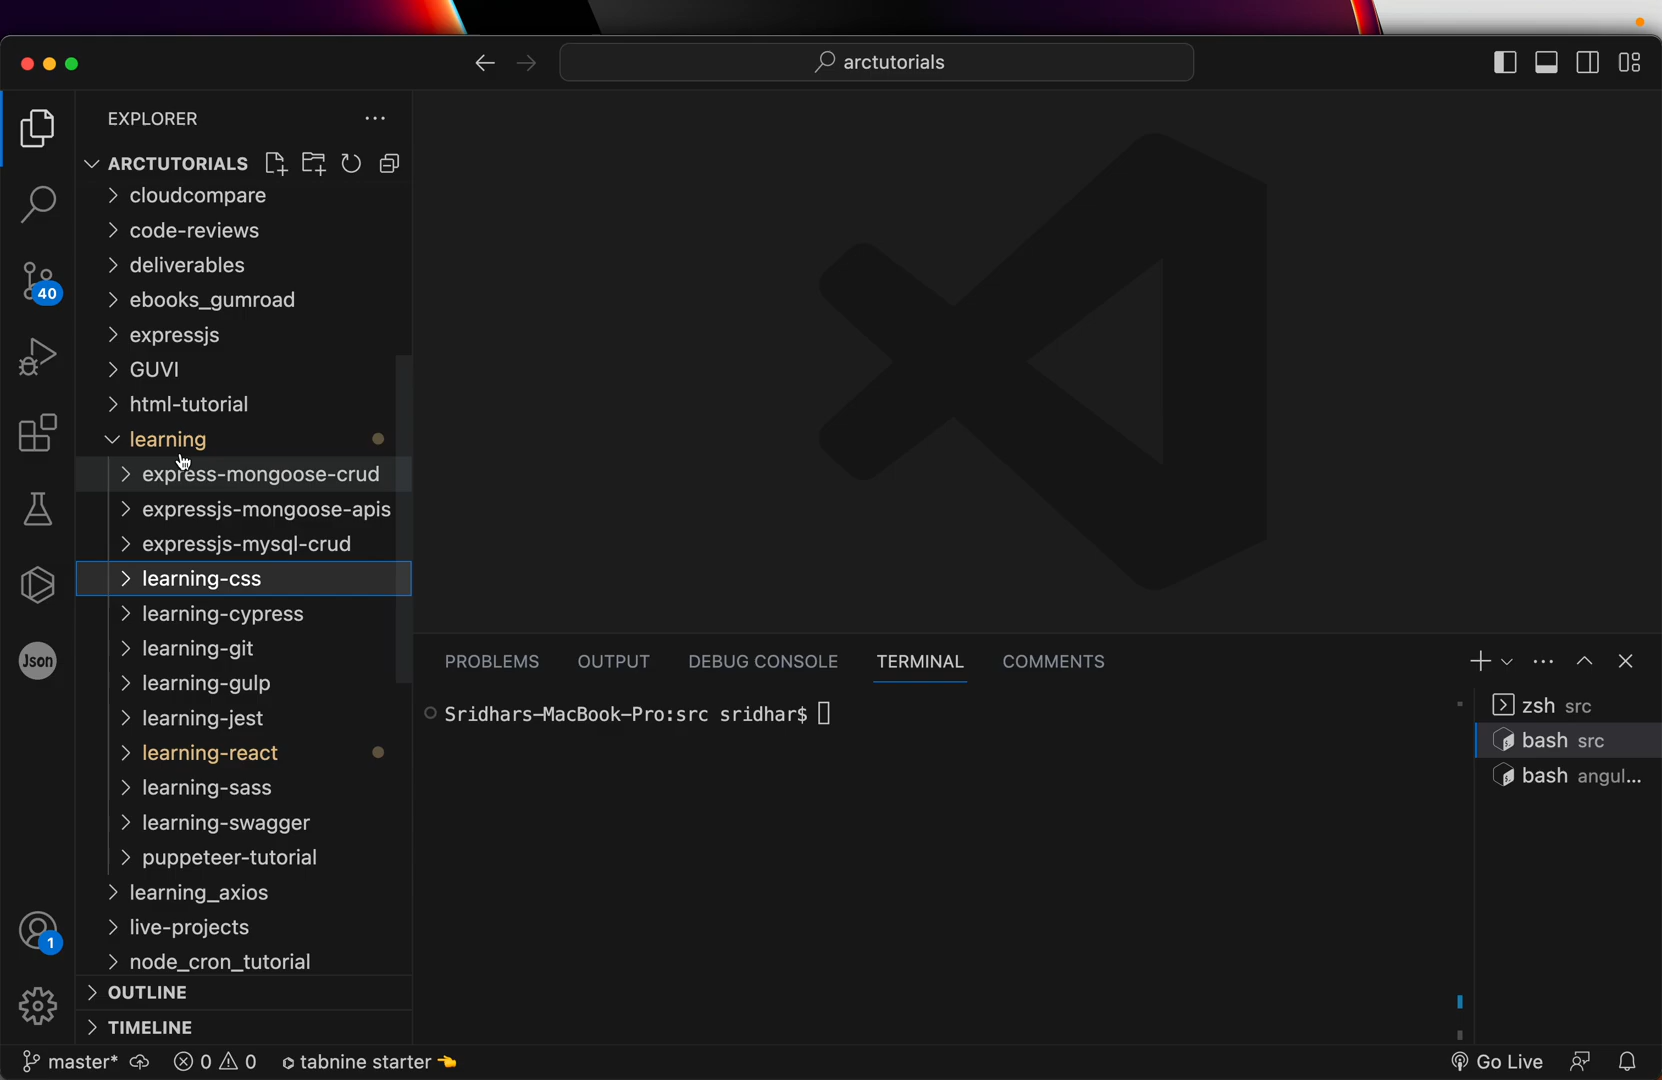 arctutorials
EXPLORER
ARCTUTORIALS
cloudcompare
code-reviews
deliverables
ebooks_gumroad
expressjs
GUVI
html-tutorial
learning
express-mongoose-crud
expressjs-mongoose-apis
expressjs-mysql-crud
learning-css
learning-cypress
learning-git
learning-gulp
learning-jest
learning-react
learning-sass
learning-swagger
puppeteer-tutorial
learning_axios
live-projects
node_cron_tutorial
OUTLINE
TIMELINE
40
Json
1
PROBLEMS OUTPUT DEBUG CONSOLE TERMINAL COMMENTS
Sridhars-MacBook-Pro:src sridhar$
zsh src
bash src
bash angul...
master* 0 0 tabnine starter Go Live